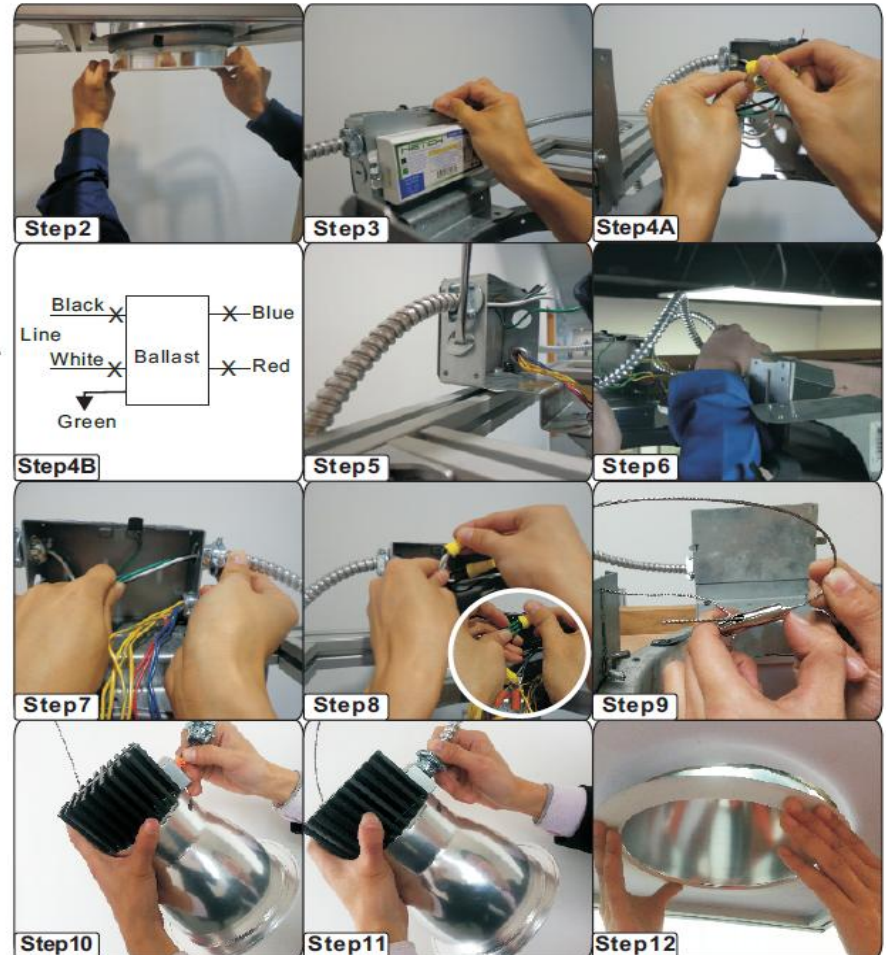 Step2
Step3
Step4A
Black
Line
White
Green
Ballast
Blue
Red
Step4B
Step5
Step6
Step7
Step8
Step9
Step10
Step11
Step12